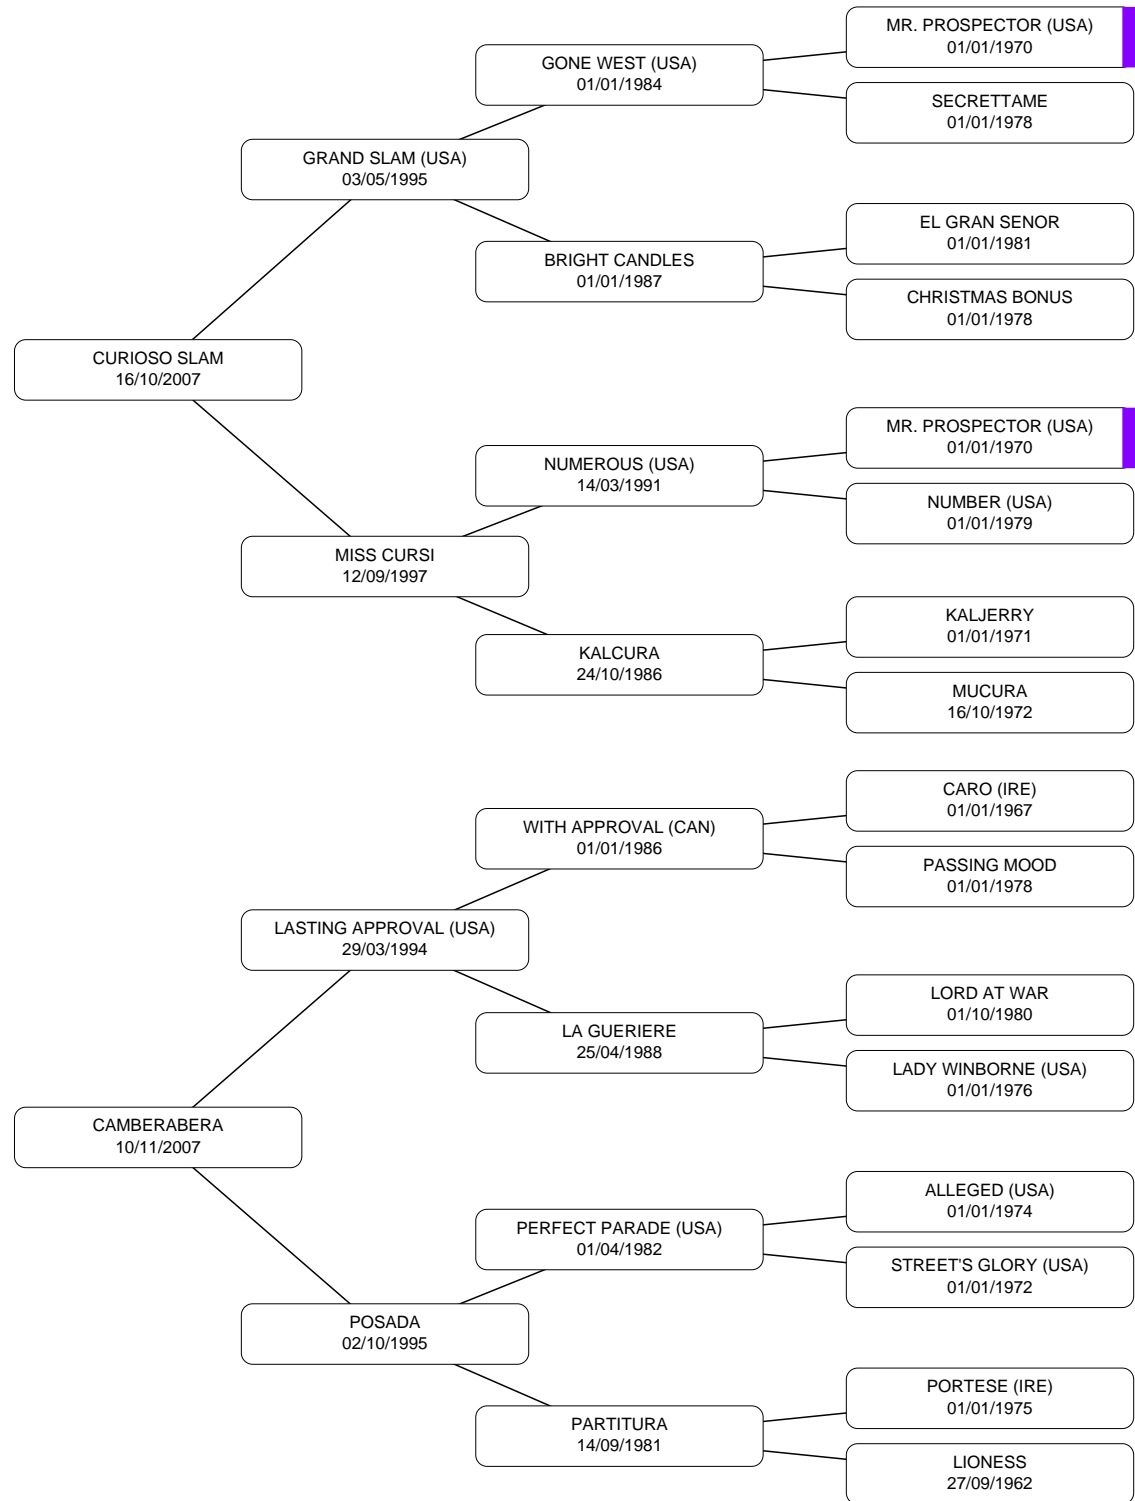 MR. PROSPECTOR (USA)
01/01/1970
GONE WEST (USA)
01/01/1984
SECRETTAME
01/01/1978
GRAND SLAM (USA)
03/05/1995
EL GRAN SENOR
01/01/1981
BRIGHT CANDLES
01/01/1987
CHRISTMAS BONUS
01/01/1978
CURIOSO SLAM
16/10/2007
MR. PROSPECTOR (USA)
01/01/1970
NUMEROUS (USA)
14/03/1991
NUMBER (USA)
01/01/1979
MISS CURSI
12/09/1997
KALJERRY
01/01/1971
KALCURA
24/10/1986
MUCURA
16/10/1972
CARO (IRE)
01/01/1967
WITH APPROVAL (CAN)
01/01/1986
PASSING MOOD
01/01/1978
LASTING APPROVAL (USA)
29/03/1994
LORD AT WAR
01/10/1980
LA GUERIERE
25/04/1988
LADY WINBORNE (USA)
01/01/1976
CAMBERABERA
10/11/2007
ALLEGED (USA)
01/01/1974
PERFECT PARADE (USA)
01/04/1982
STREET'S GLORY (USA)
01/01/1972
POSADA
02/10/1995
PORTESE (IRE)
01/01/1975
PARTITURA
14/09/1981
LIONESS
27/09/1962